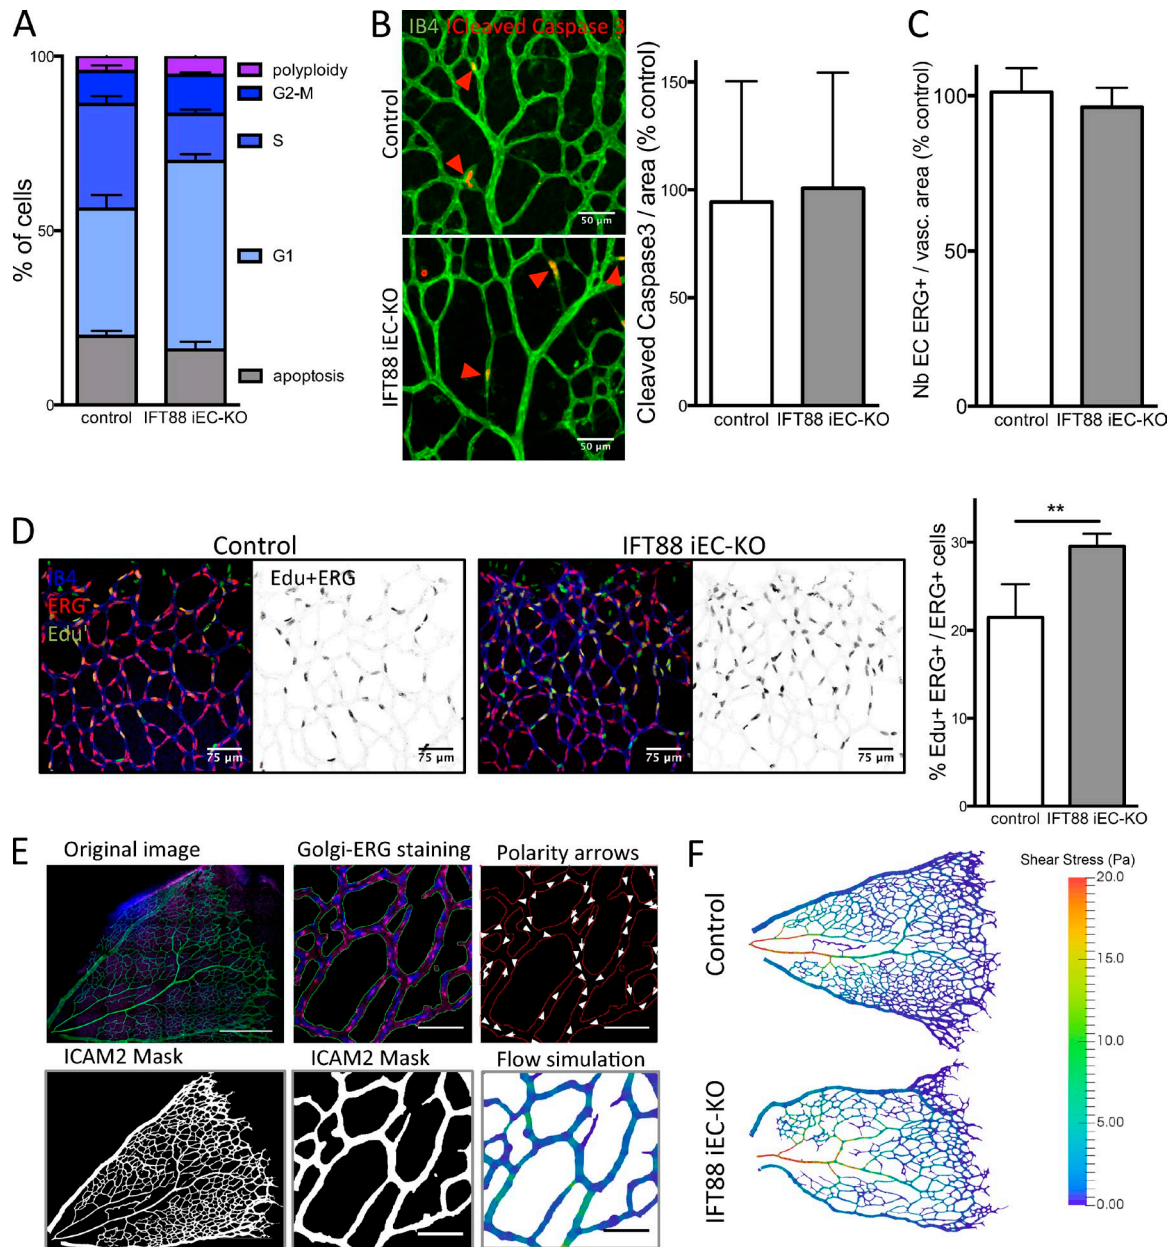 A
% of cells
100
50
0
control IFT88 iEC-KO
polyploidy
G2-M
S
G1
apoptosis
B
IB4 !Cleaved Caspase 3
Control
50 µm
IFT88 iEC-KO
50 µm
Cleaved Caspase3 / area (% control)
150
100
50
0
control IFT88 iEC-KO
C
Nb EC ERG+ / vasc. area (% control)
100
50
0
control IFT88 iEC-KO
D
Control
IB4
ERG
Edu'
75 µm
Edu+ERG
75 µm
IFT88 iEC-KO
75 µm
75 µm
% Edu+ ERG+ / ERG+ cells
**
30
20
10
0
control IFT88 iEC-KO
E
Original image
Golgi-ERG staining
Polarity arrows
ICAM2 Mask
ICAM2 Mask
Flow simulation
F
Control
IFT88 iEC-KO
Shear Stress (Pa)
20.0
15.0
10.0
5.00
0.00